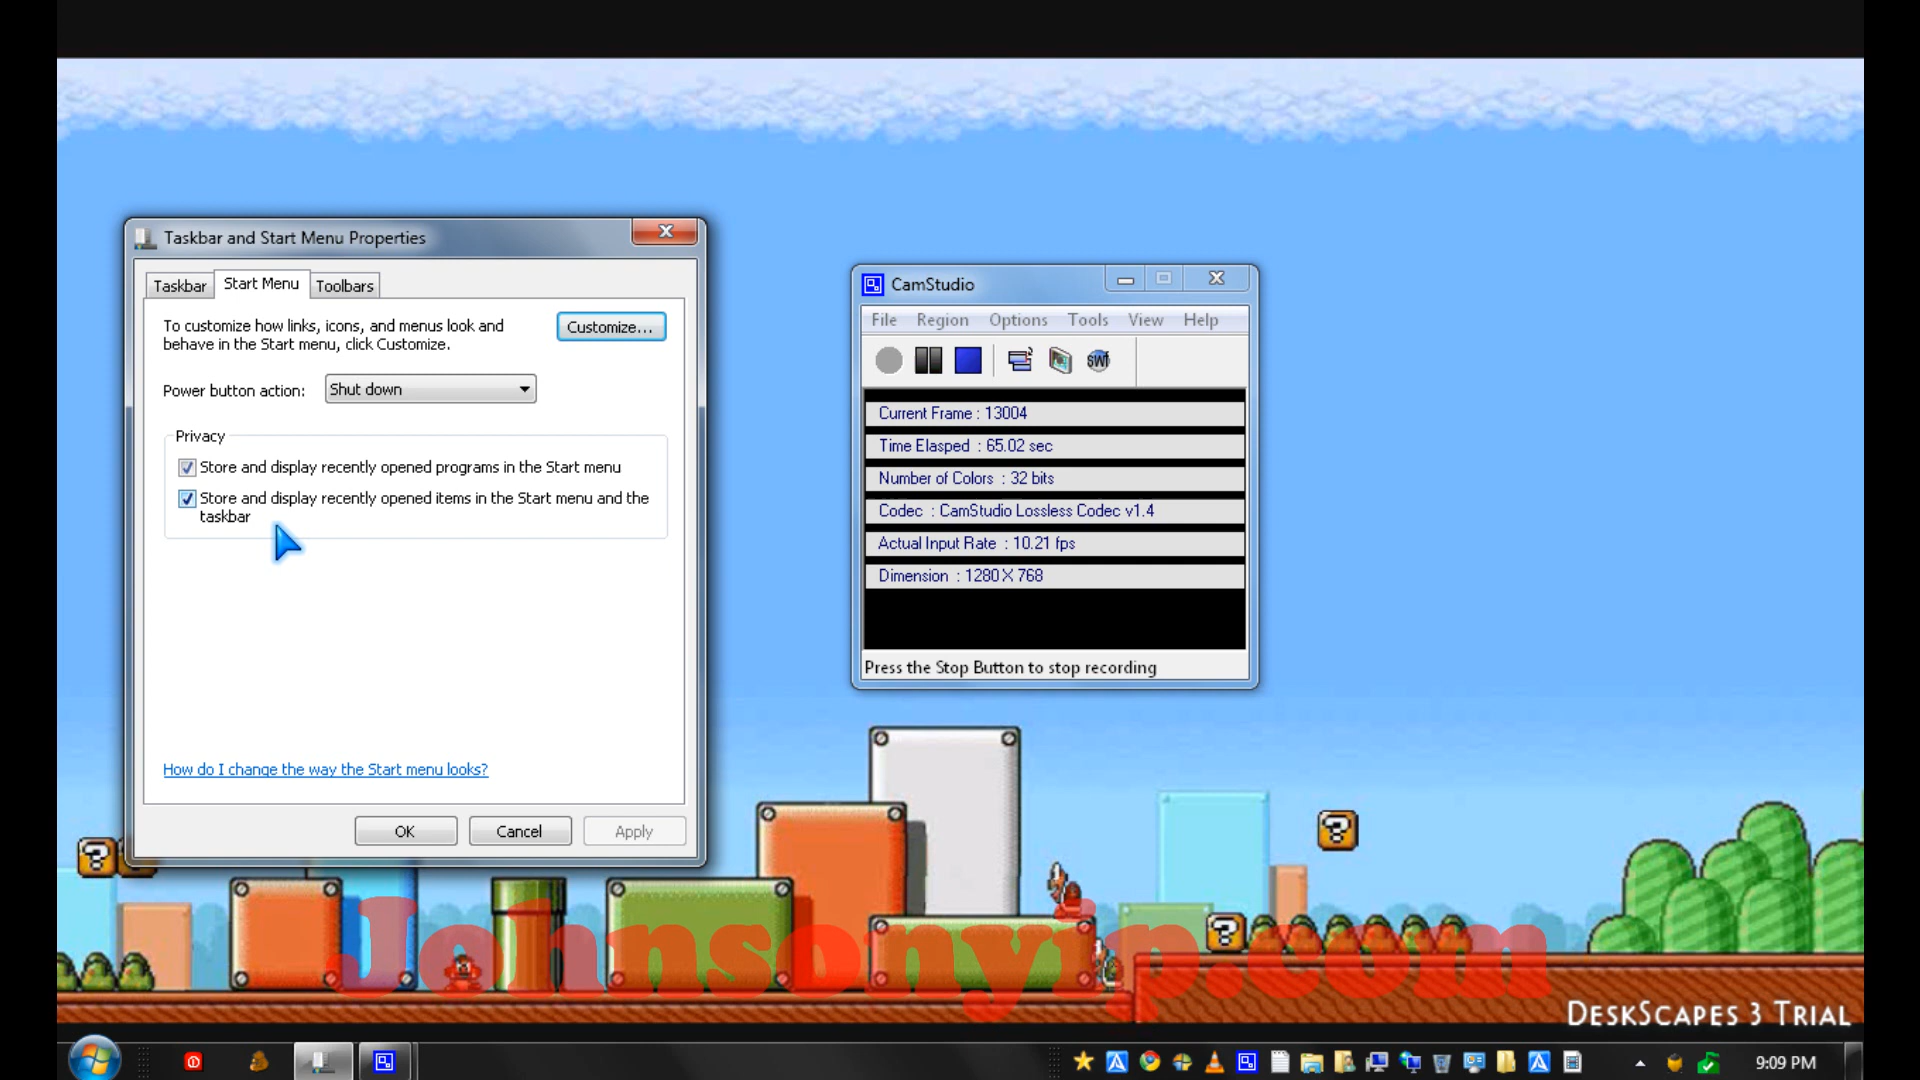 Taskbar and Start Menu Properties
Taskbar
Start Menu
Toolbars
To customize how links, icons, and menus look and
behave in the Start menu, click Customize.
Customize...
Power button action:
Shut down
Privacy
Store and display recently opened programs in the Start menu
Store and display recently opened items in the Start menu and the
taskbar
How do I change the way the Start menu looks?
OK
Cancel
Apply
CamStudio
File Region Options Tools View Help
SWf
Current Frame : 13004
Time Elasped : 65.02 sec
Number of Colors : 32 bits
Codec : CamStudio Lossless Codec v1.4
Actual Input Rate : 10.21 fps
Dimension : 1280 X 768
Press the Stop Button to stop recording
Johnsonyip.com
DeskScapes 3 Trial
9:09 PM